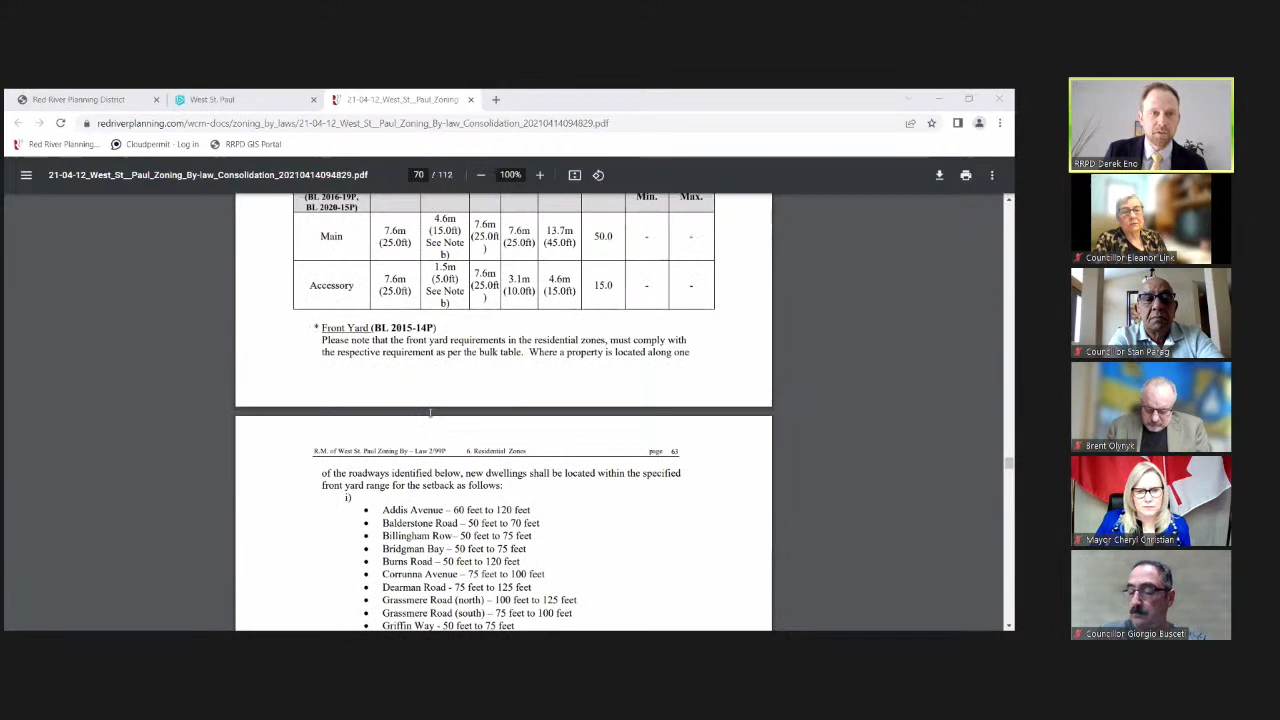 Red River Planning District
West St. Paul
21-04-12_West_St._Paul_Zoning
redriverplanning.com/wcm-docs/zoning_by_laws/21-04-12_West_St__Paul_Zoning_By-law_Consolidation_20210414094829.pdf
Red River Planning...
Cloudpermit - Log in
RRPD GIS Portal
21-04-12_West_St__Paul_Zoning_By-law_Consolidation_20210414094829.pdf
70 / 112
100%
(BL 2016-19P,
BL 2020-15P)
Min. Max.
Main 7.6m (25.0ft) 4.6m (15.0ft) See Note b) 7.6m (25.0ft) 7.6m (25.0ft) 13.7m (45.0ft) 50.0 - -
Accessory 7.6m (25.0ft) 1.5m (5.0ft) See Note b) 7.6m (25.0ft) 3.1m (10.0ft) 4.6m (15.0ft) 15.0 - -
* Front Yard (BL 2015-14P)
Please note that the front yard requirements in the residential zones, must comply with
the respective requirement as per the bulk table. Where a property is located along one
R.M. of West St. Paul Zoning By – Law 2/99P 6. Residential Zones page 63
of the roadways identified below, new dwellings shall be located within the specified
front yard range for the setback as follows:
i)
• Addis Avenue – 60 feet to 120 feet
• Balderstone Road – 50 feet to 70 feet
• Billingham Row– 50 feet to 75 feet
• Bridgman Bay – 50 feet to 75 feet
• Burns Road – 50 feet to 120 feet
• Corrunna Avenue – 75 feet to 100 feet
• Dearman Road - 75 feet to 125 feet
• Grassmere Road (north) – 100 feet to 125 feet
• Grassmere Road (south) – 75 feet to 100 feet
• Griffin Way - 50 feet to 75 feet
RRPD Derek Eno
Councillor Eleanor Link
Councillor Stan Parag
Brent Olynyk
Mayor Cheryl Christian
Councillor Giorgio Busceti